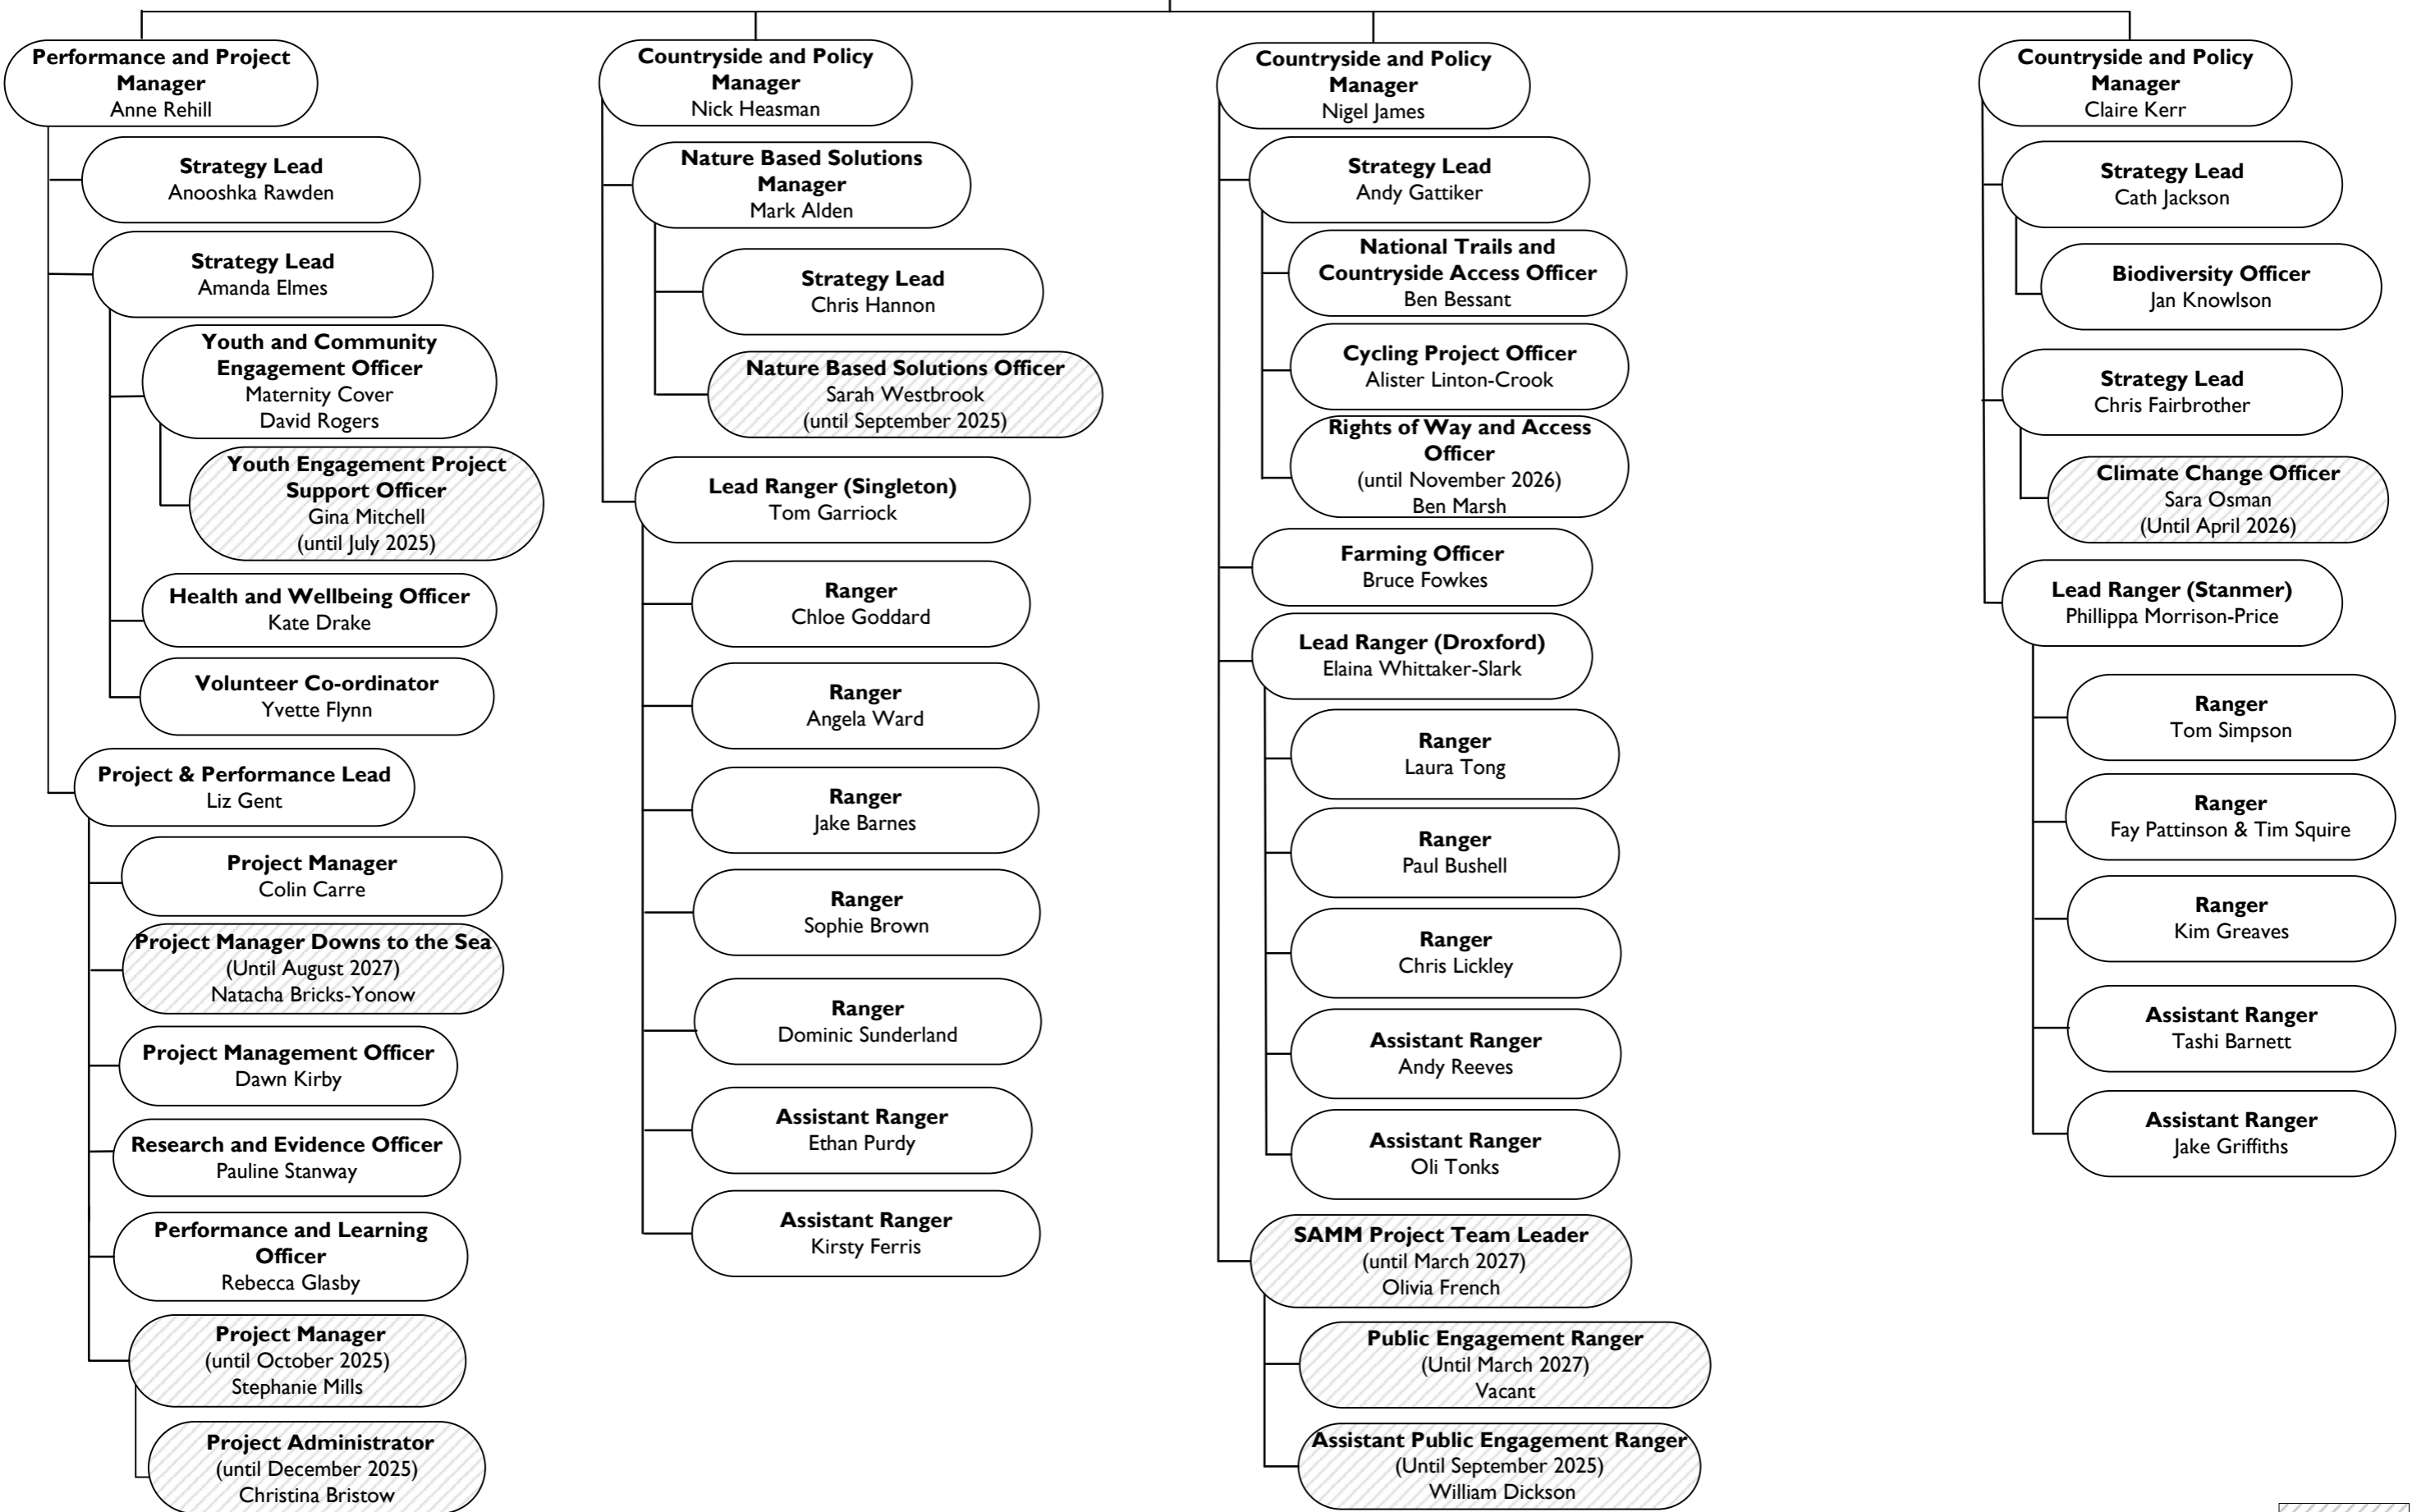 Performance and Project
Manager
Anne Rehill
Strategy Lead
Anooshka Rawden
Strategy Lead
Amanda Elmes
Youth and Community
Engagement Officer
Maternity Cover
David Rogers
Youth Engagement Project
Support Officer
Gina Mitchell
(until July 2025)
Health and Wellbeing Officer
Kate Drake
Volunteer Co-ordinator
Yvette Flynn
Project & Performance Lead
Liz Gent
Project Manager
Colin Carre
Project Manager Downs to the Sea
(Until August 2027)
Natacha Bricks-Yonow
Project Management Officer
Dawn Kirby
Research and Evidence Officer
Pauline Stanway
Performance and Learning
Officer
Rebecca Glasby
Project Manager
(until October 2025)
Stephanie Mills
Project Administrator
(until December 2025)
Christina Bristow
Countryside and Policy
Manager
Nick Heasman
Nature Based Solutions
Manager
Mark Alden
Strategy Lead
Chris Hannon
Nature Based Solutions Officer
Sarah Westbrook
(until September 2025)
Lead Ranger (Singleton)
Tom Garriock
Ranger
Chloe Goddard
Ranger
Angela Ward
Ranger
Jake Barnes
Ranger
Sophie Brown
Ranger
Dominic Sunderland
Assistant Ranger
Ethan Purdy
Assistant Ranger
Kirsty Ferris
Countryside and Policy
Manager
Nigel James
Strategy Lead
Andy Gattiker
National Trails and
Countryside Access Officer
Ben Bessant
Cycling Project Officer
Alister Linton-Crook
Rights of Way and Access
Officer
(until November 2026)
Ben Marsh
Farming Officer
Bruce Fowkes
Lead Ranger (Droxford)
Elaina Whittaker-Slark
Ranger
Laura Tong
Ranger
Paul Bushell
Ranger
Chris Lickley
Assistant Ranger
Andy Reeves
Assistant Ranger
Oli Tonks
SAMM Project Team Leader
(until March 2027)
Olivia French
Public Engagement Ranger
(Until March 2027)
Vacant
Assistant Public Engagement Ranger
(Until September 2025)
William Dickson
Countryside and Policy
Manager
Claire Kerr
Strategy Lead
Cath Jackson
Biodiversity Officer
Jan Knowlson
Strategy Lead
Chris Fairbrother
Climate Change Officer
Sara Osman
(Until April 2026)
Lead Ranger (Stanmer)
Phillippa Morrison-Price
Ranger
Tom Simpson
Ranger
Fay Pattinson & Tim Squire
Ranger
Kim Greaves
Assistant Ranger
Tashi Barnett
Assistant Ranger
Jake Griffiths